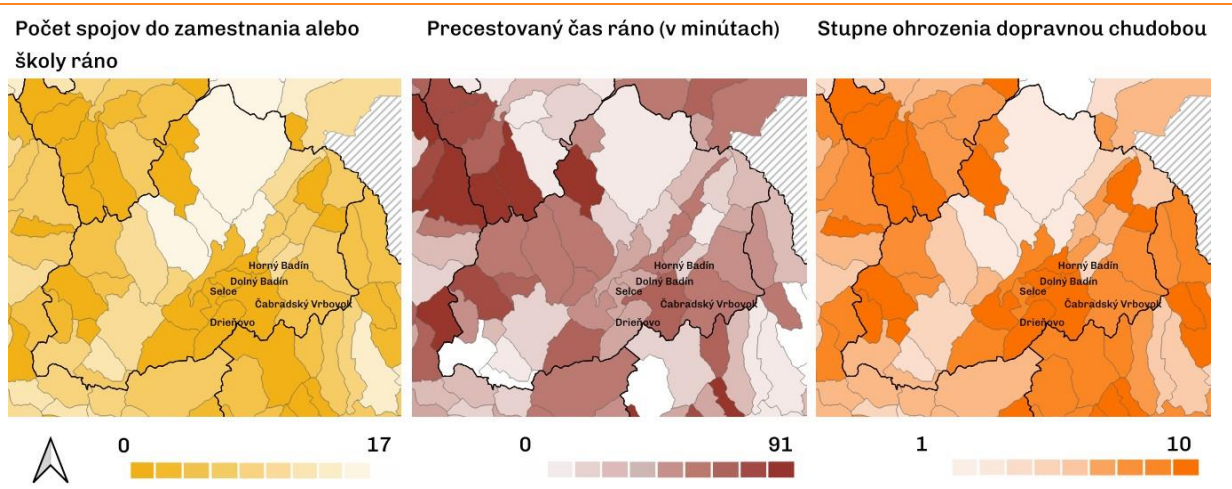 Počet spojov do zamestnania alebo
školy ráno
Precestovaný čas ráno (v minútach)
Stupne ohrozenia dopravnou chudobou
Horný Badín
Dolný Badín
Selce
Čabradský Vrbovok
Drieňovo
Horný Badín
Dolný Badín
Selce
Čabradský Vrbovok
Drieňovo
Horný Badín
Dolný Badín
Selce
Čabradský Vrbovok
Drieňovo
0 17
0 91
1 10